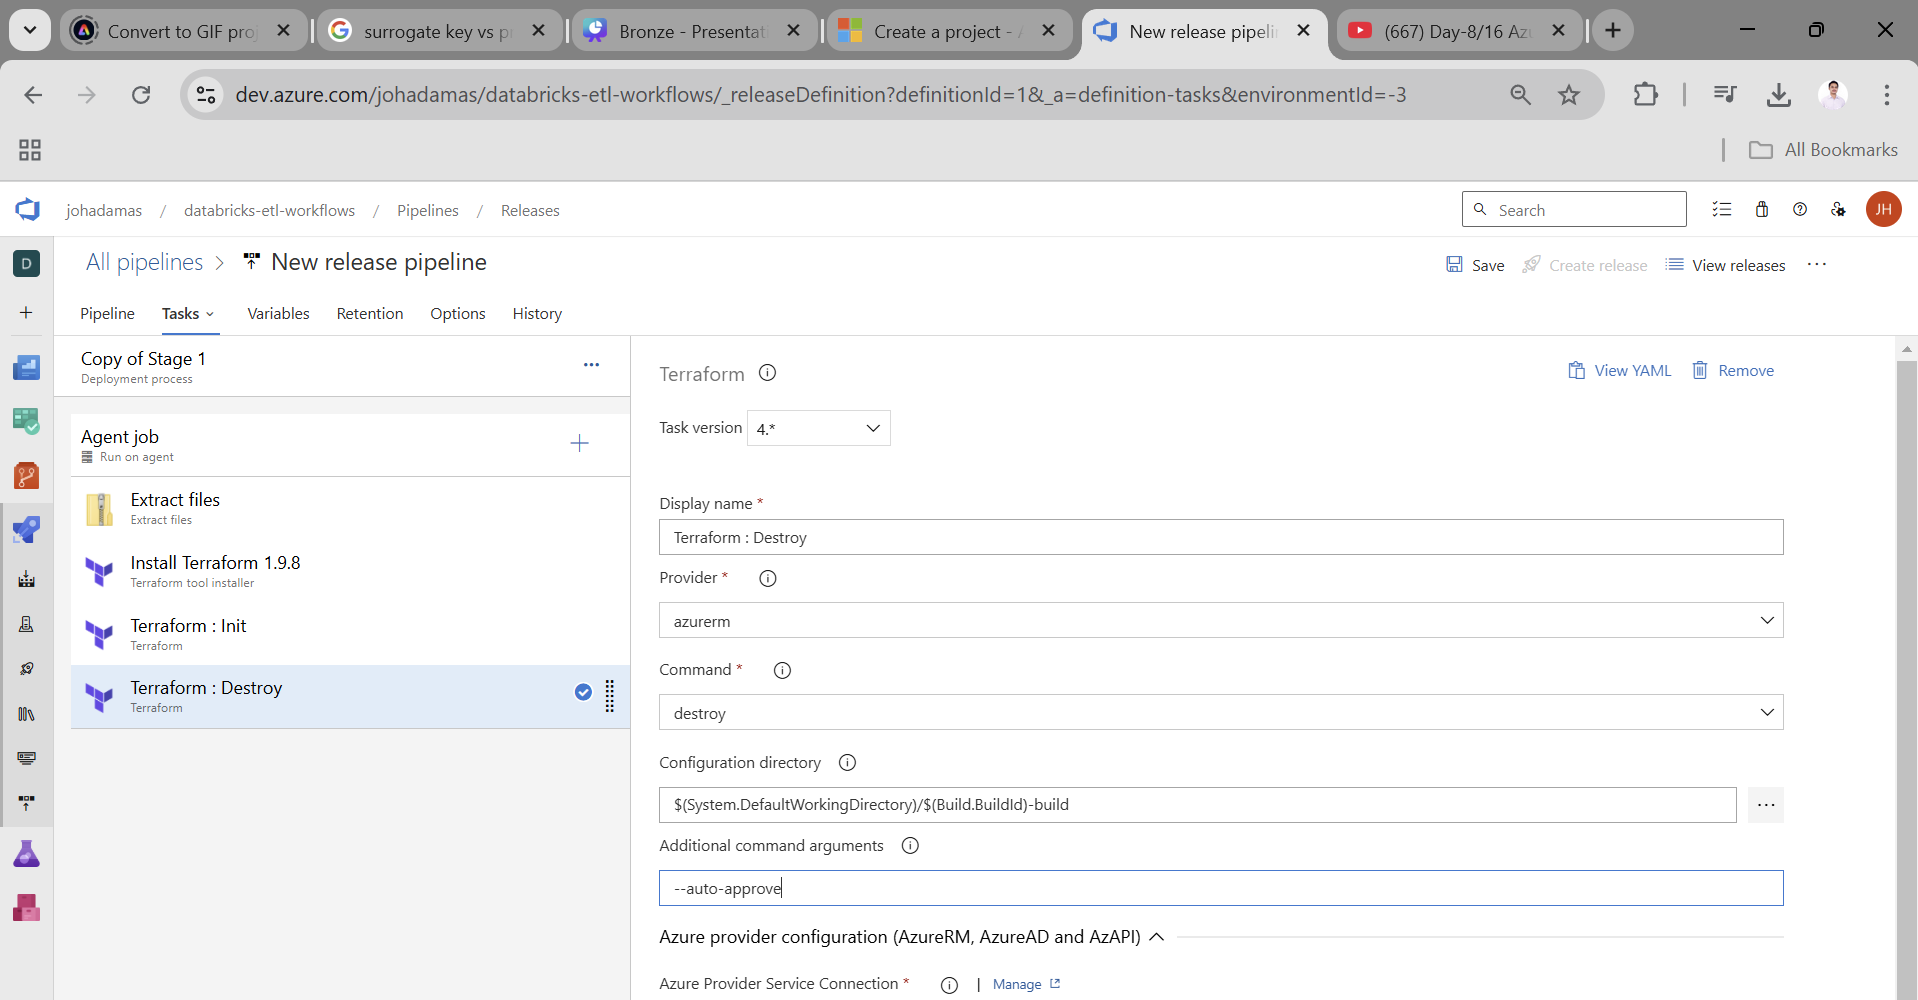 Convert to GIF pro
surrogate key vs p
Bronze - Presentat
Create a project -
New release pipeli
(667) Day-8/16 Az
dev.azure.com/johadamas/databricks-etl-workflows/_releaseDefinition?definitionId=1&_a=definition-tasks&environmentId=-3
All Bookmarks
johadamas / databricks-etl-workflows / Pipelines / Releases
Search
JH
D
All pipelines > New release pipeline
Save
Create release
View releases
Pipeline Tasks Variables Retention Options History
Copy of Stage 1
Deployment process
Agent job
Run on agent
Extract files
Extract files
Install Terraform 1.9.8
Terraform tool installer
Terraform : Init
Terraform
Terraform : Destroy
Terraform
Terraform
View YAML
Remove
Task version 4.*
Display name *
Terraform : Destroy
Provider *
azurerm
Command *
destroy
Configuration directory
$(System.DefaultWorkingDirectory)/$(Build.BuildId)-build
Additional command arguments
--auto-approve
Azure provider configuration (AzureRM, AzureAD and AzAPI)
Azure Provider Service Connection * | Manage